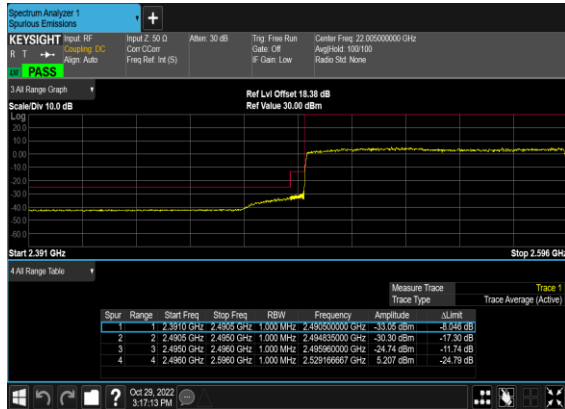 Spectrum Analyzer 1
Spurious Emissions
+
KEYSIGHT Input: RF Input Z: 50 Ω Atten: 30 dB Trig: Free Run Center Freq: 22.005000000 GHz
R T Coupling: DC Corr CCorr Gate: Off Avg|Hold: 100/100
Align: Auto Freq Ref: Int (S) IF Gain: Low Radio Std: None
PASS
3 All Range Graph
Ref Lvl Offset 18.38 dB
Scale/Div 10.0 dB Ref Value 30.00 dBm
Log
20.0
10.0
0.00
-10.0
-20.0
-30.0
-40.0
-50.0
-60.0
Start 2.391 GHz Stop 2.596 GHz
4 All Range Table
Measure Trace Trace 1
Trace Type Trace Average (Active)
Spur Range Start Freq Stop Freq RBW Frequency Amplitude ΔLimit
1 1 2.3910 GHz 2.4905 GHz 1.000 MHz 2.490500000 GHz -33.05 dBm -8.046 dB
2 2 2.4905 GHz 2.4950 GHz 1.000 MHz 2.494835000 GHz -30.30 dBm -17.30 dB
3 3 2.4950 GHz 2.4960 GHz 1.000 MHz 2.495960000 GHz -24.74 dBm -11.74 dB
4 4 2.4960 GHz 2.5960 GHz 1.000 MHz 2.529166667 GHz 5.207 dBm -24.79 dB
? Oct 29, 2022
3:17:13 PM